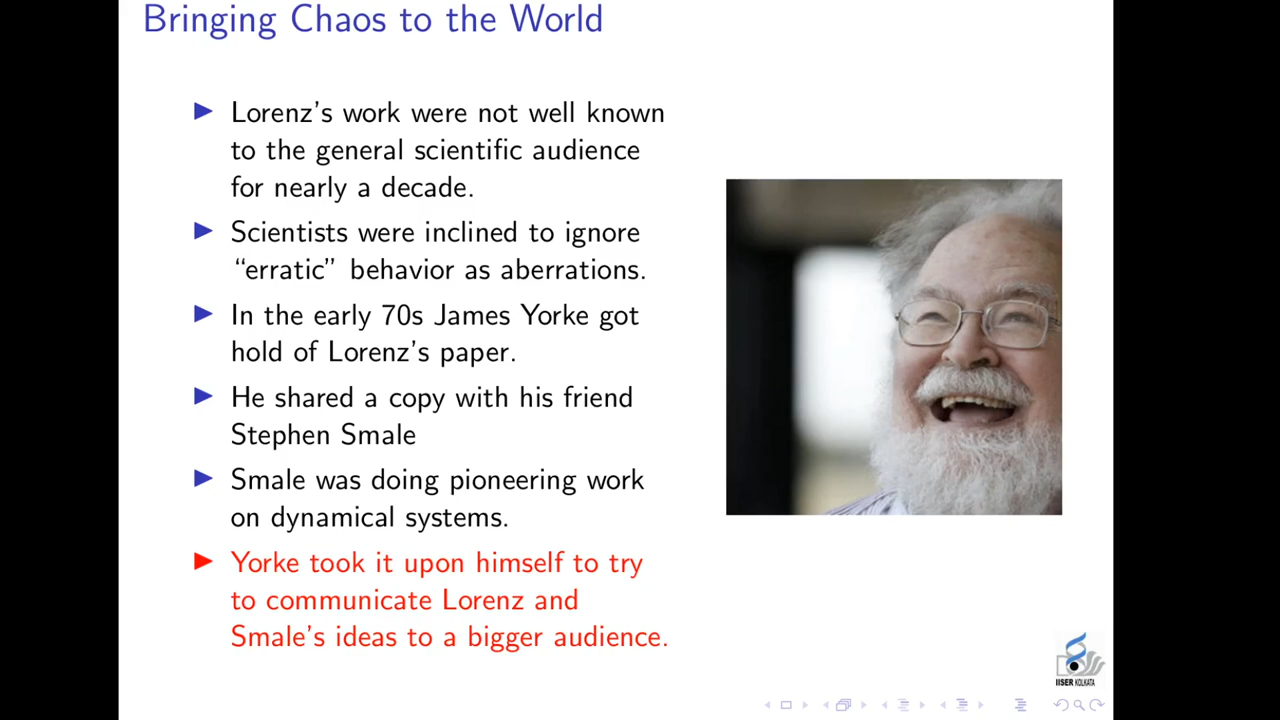 Bringing Chaos to the World
▶ Lorenz's work were not well known
to the general scientific audience
for nearly a decade.
▶ Scientists were inclined to ignore
“erratic” behavior as aberrations.
▶ In the early 70s James Yorke got
hold of Lorenz's paper.
▶ He shared a copy with his friend
Stephen Smale
▶ Smale was doing pioneering work
on dynamical systems.
▶ Yorke took it upon himself to try
to communicate Lorenz and
Smale's ideas to a bigger audience.
IISER KOLKATA